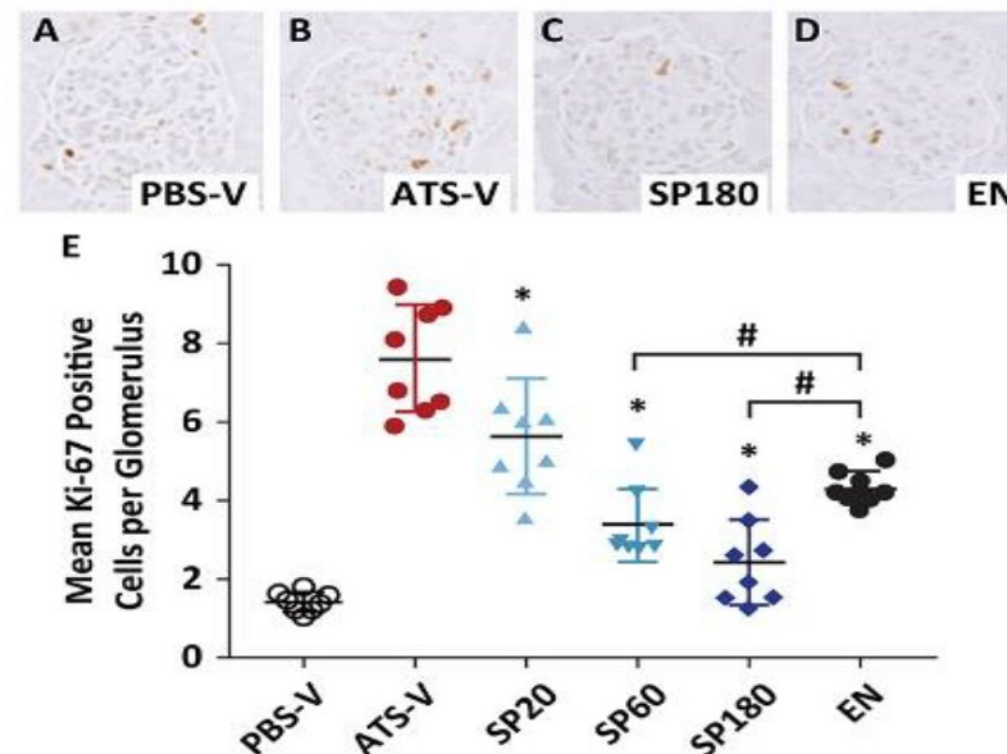 A B C D
PBS-V ATS-V SP180 EN
E
Mean Ki-67 Positive
Cells per Glomerulus
10
8
6
4
2
0
*
#
#
*
*
*
PBS-V ATS-V SP20 SP60 SP180 EN